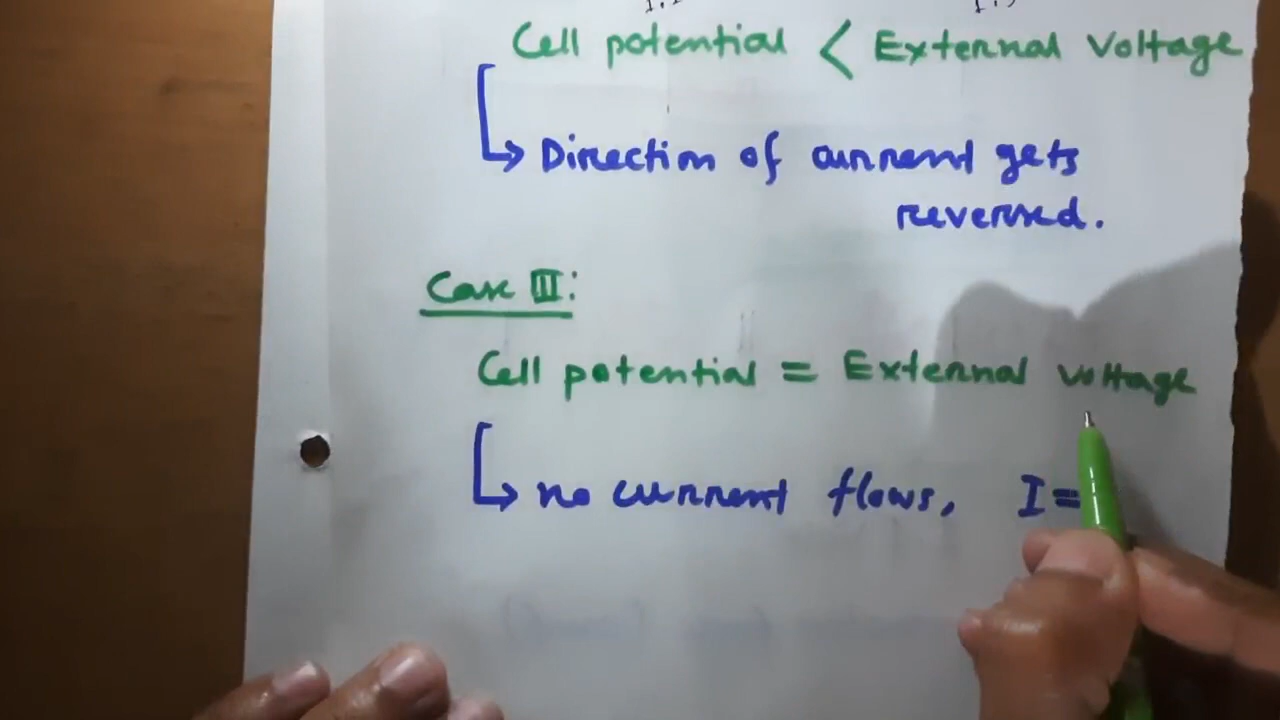 Cell potential < External Voltage
Direction of current gets
reversed.
Case III:
Cell potential = External voltage
no current flows, I=